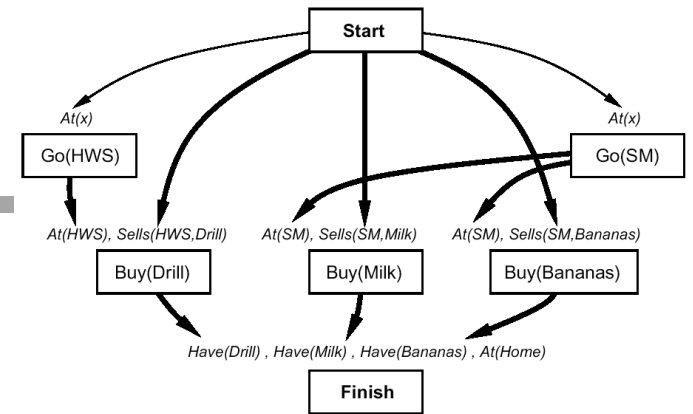 Start
At(x)
At(x)
Go(HWS)
Go(SM)
At(HWS), Sells(HWS,Drill)
At(SM), Sells(SM,Milk)
At(SM), Sells(SM,Bananas)
Buy(Drill)
Buy(Milk)
Buy(Bananas)
Have(Drill) , Have(Milk) , Have(Bananas) , At(Home)
Finish